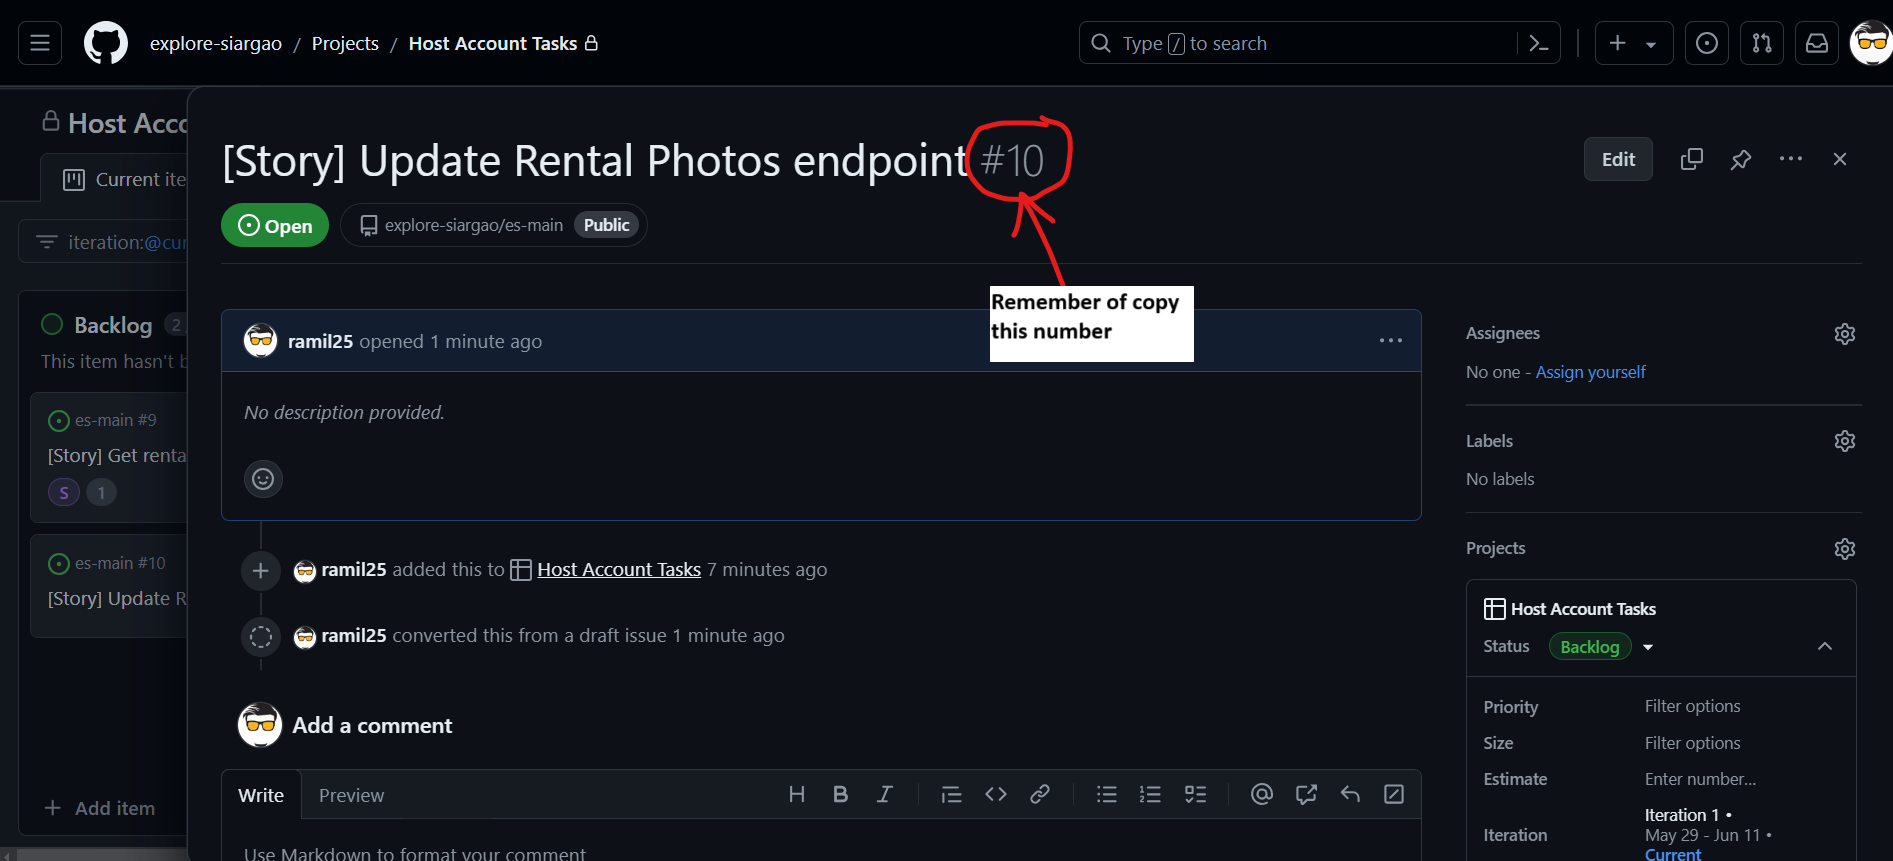 explore-siargao / Projects / Host Account Tasks
Type / to search
Host Acco
Current ite
iteration:@cur
Backlog 2
This item hasn't b
es-main #9
[Story] Get renta
S 1
es-main #10
[Story] Update R
+ Add item
[Story] Update Rental Photos endpoint #10
Edit
Open
explore-siargao/es-main Public
Remember of copy
this number
ramil25 opened 1 minute ago
No description provided.
ramil25 added this to Host Account Tasks 7 minutes ago
ramil25 converted this from a draft issue 1 minute ago
Add a comment
Write Preview
Use Markdown to format your comment
Assignees
No one - Assign yourself
Labels
No labels
Projects
Host Account Tasks
Status Backlog
Priority Filter options
Size Filter options
Estimate Enter number...
Iteration 1 •
Iteration May 29 - Jun 11 •
Current